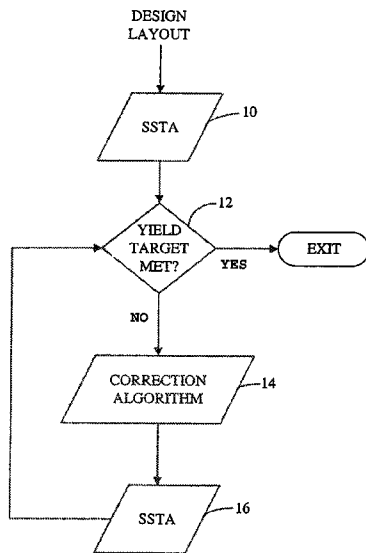 DESIGN
LAYOUT
SSTA
10
12
YIELD
TARGET
MET?
YES
EXIT
NO
CORRECTION
ALGORITHM
14
SSTA
16